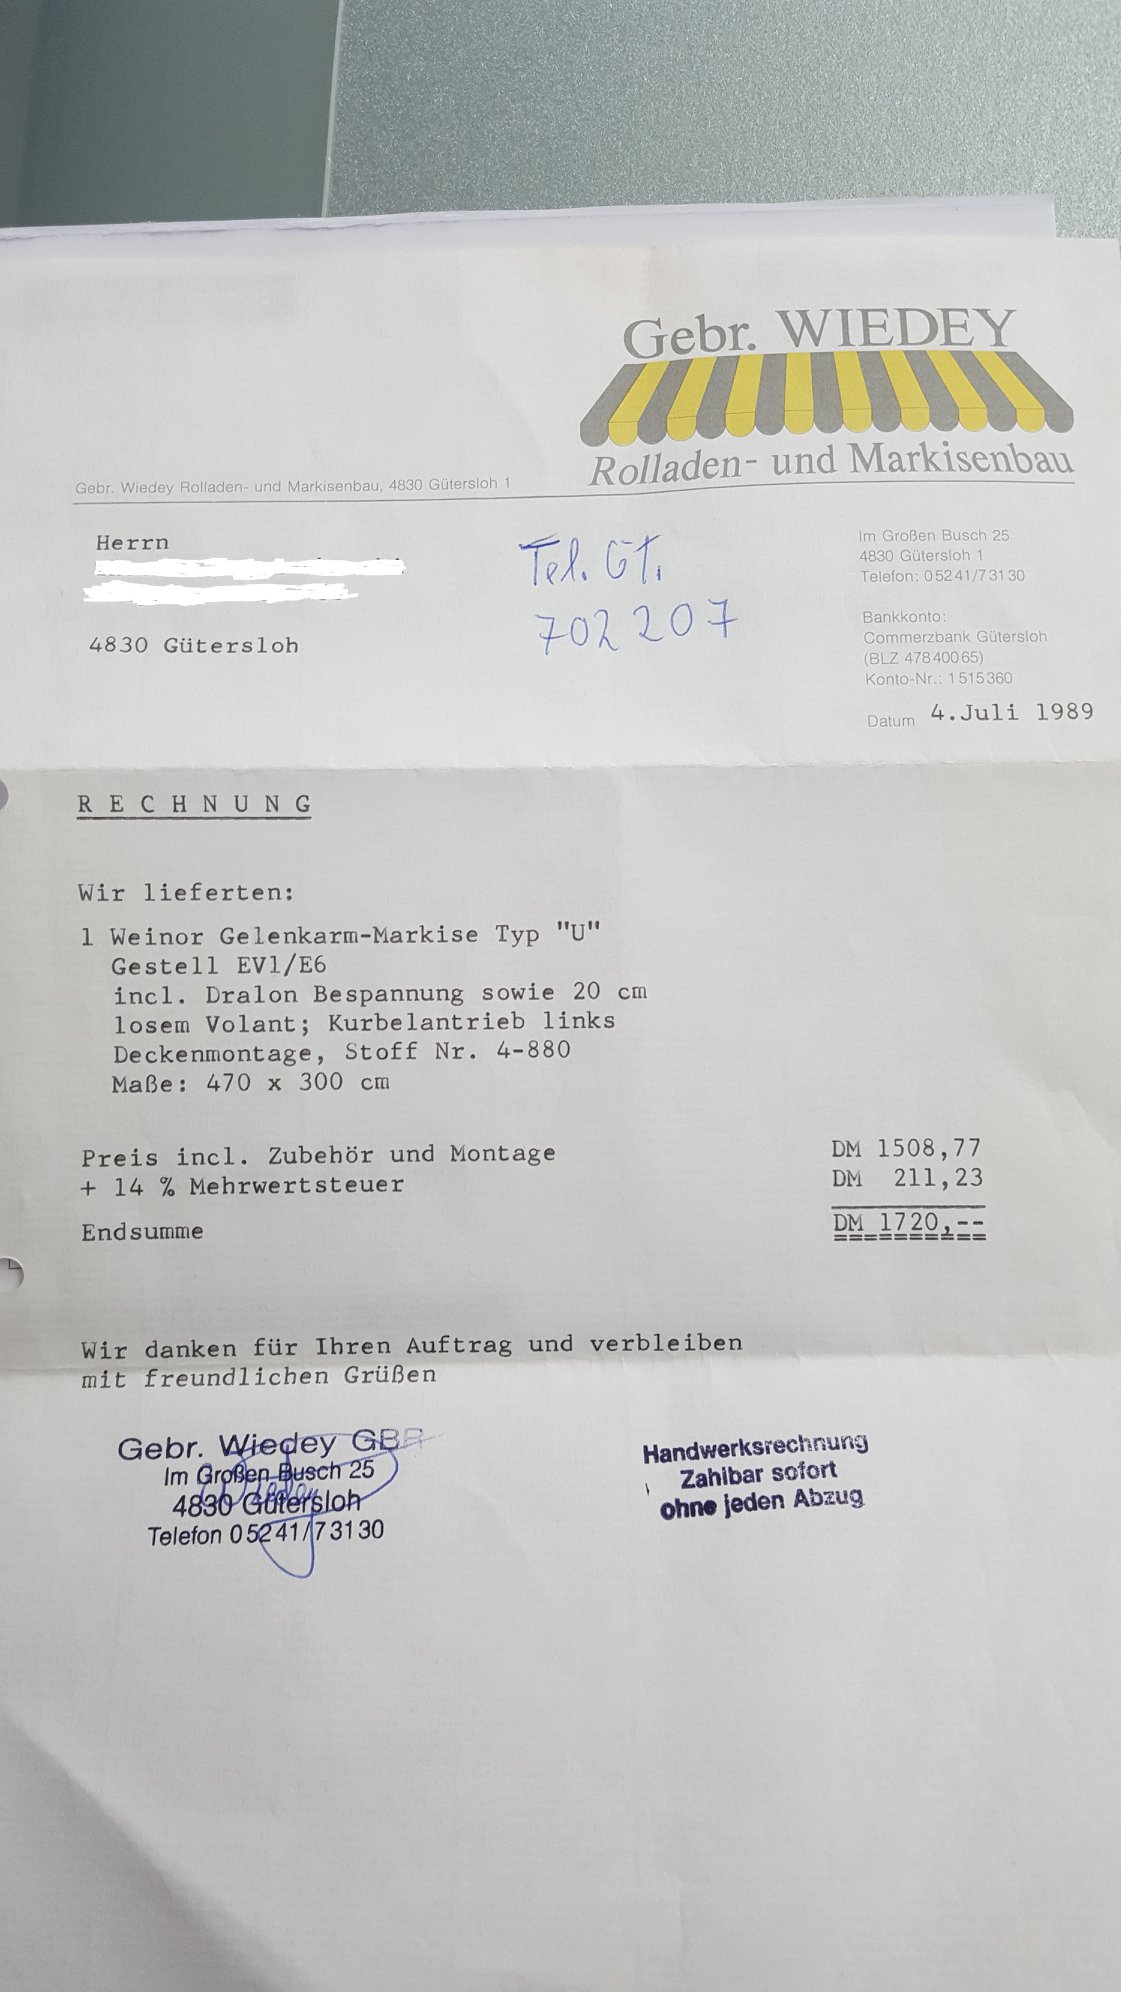 Gebr. WIEDEY
Rolladen- und Markisenbau
Gebr. Wiedey Rolladen- und Markisenbau, 4830 Gütersloh 1
Herrn
4830 Gütersloh
Tel. GT.
702 207
Im Großen Busch 25
4830 Gütersloh 1
Telefon: 05241/73130
Bankkonto:
Commerzbank Gütersloh
(BLZ 47840065)
Konto-Nr.: 1515360
Datum 4.Juli 1989
R E C H N U N G
Wir lieferten:
1 Weinor Gelenkarm-Markise Typ "U"
Gestell EV1/E6
incl. Dralon Bespannung sowie 20 cm
losem Volant; Kurbelantrieb links
Deckenmontage, Stoff Nr. 4-880
Maße: 470 x 300 cm
Preis incl. Zubehör und Montage DM 1508,77
+ 14 % Mehrwertsteuer DM 211,23
Endsumme DM 1720,--
Wir danken für Ihren Auftrag und verbleiben
mit freundlichen Grüßen
Gebr. Wiedey GBR
Im Großen Busch 25
4830 Gütersloh
Telefon 05241/73130
Handwerksrechnung
Zahlbar sofort
ohne jeden Abzug